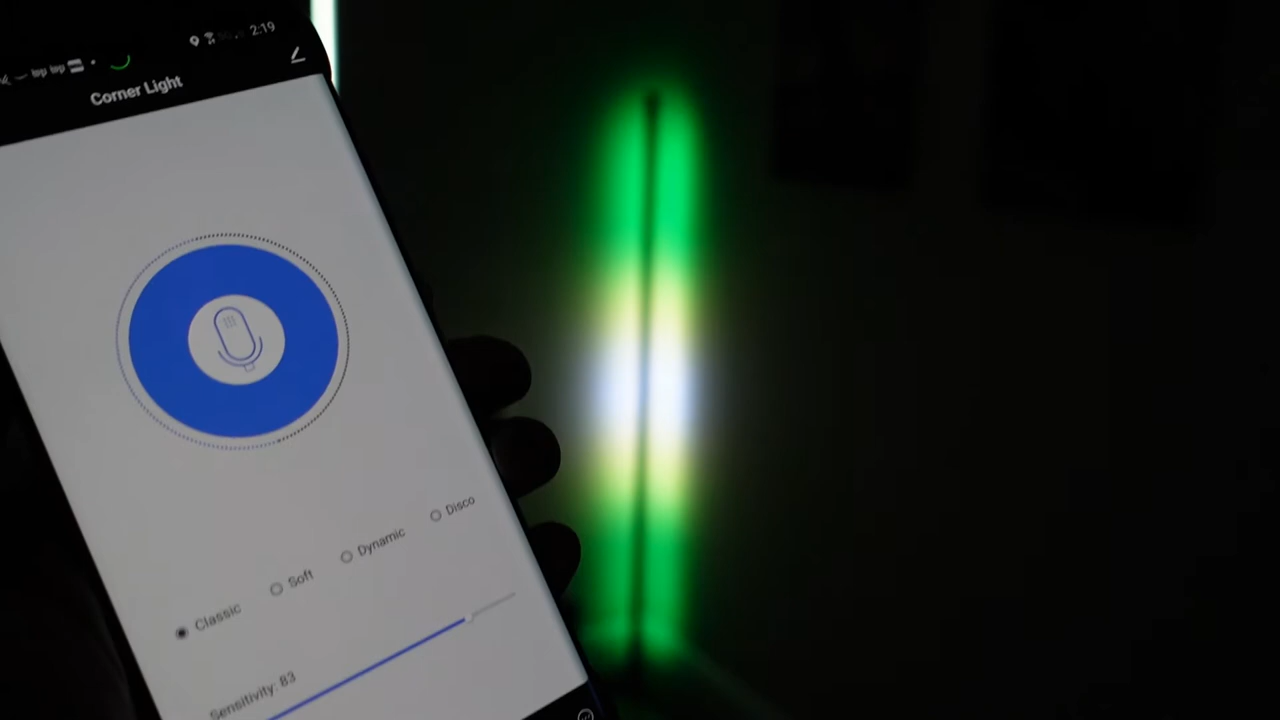 2:19
Corner Light
Classic
Soft
Dynamic
Disco
Sensitivity: 83